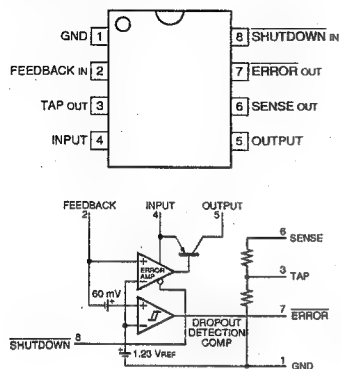 GND 1
8 SHUTDOWN IN
FEEDBACK IN 2
7 ERROR OUT
TAP OUT 3
6 SENSE OUT
INPUT 4
5 OUTPUT
FEEDBACK
2
INPUT
4
OUTPUT
5
6
SENSE
ERROR
AMP
3
TAP
60 mV
7
ERROR
DROPOUT
DETECTION
COMP
SHUTDOWN 8
1.23 VREF
1
GND